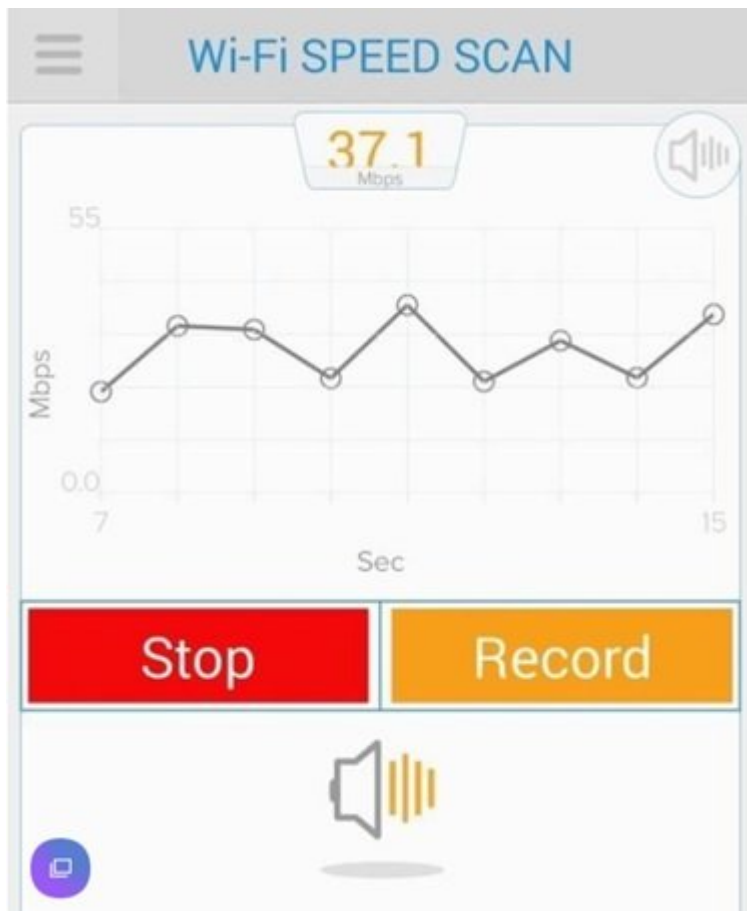 Wi-Fi SPEED SCAN
37.1
Mbps
55
Mbps
0.0
7
15
Sec
Stop
Record